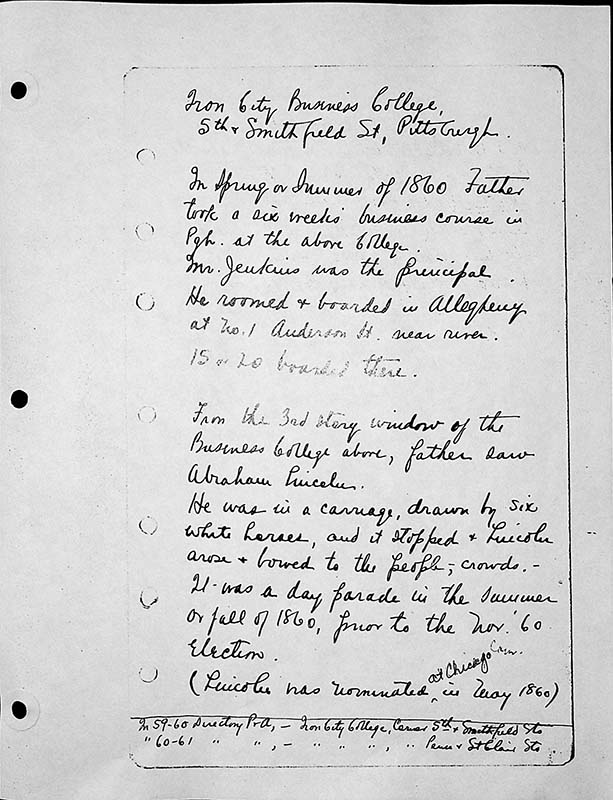 Iron City Business College,
5th & Smithfield St, Pittsburgh.
In Spring or Summer of 1860 Father
took a six weeks business course in
Pgh. at the above College.
Mr. Jenkins was the principal.
He roomed & boarded in Allegheny
at No. 1 Anderson St. near river.
15 or 20 boarded there.
From the 3rd story window of the
Business College above, father saw
Abraham Lincoln.
He was in a carriage, drawn by six
white horses, and it stopped & Lincoln
arose & bowed to the people, crowds. -
It was a day parade in the summer
or fall of 1860, prior to the Nov. '60
Election.
(Lincoln was nominated, at Chicago Conv. in May 1860)
In 59-60 Directory - Iron City College, Corner 5th & Smithfield Sts
" 60-61 " " " , - " " " , " Penn & St Clair Sts